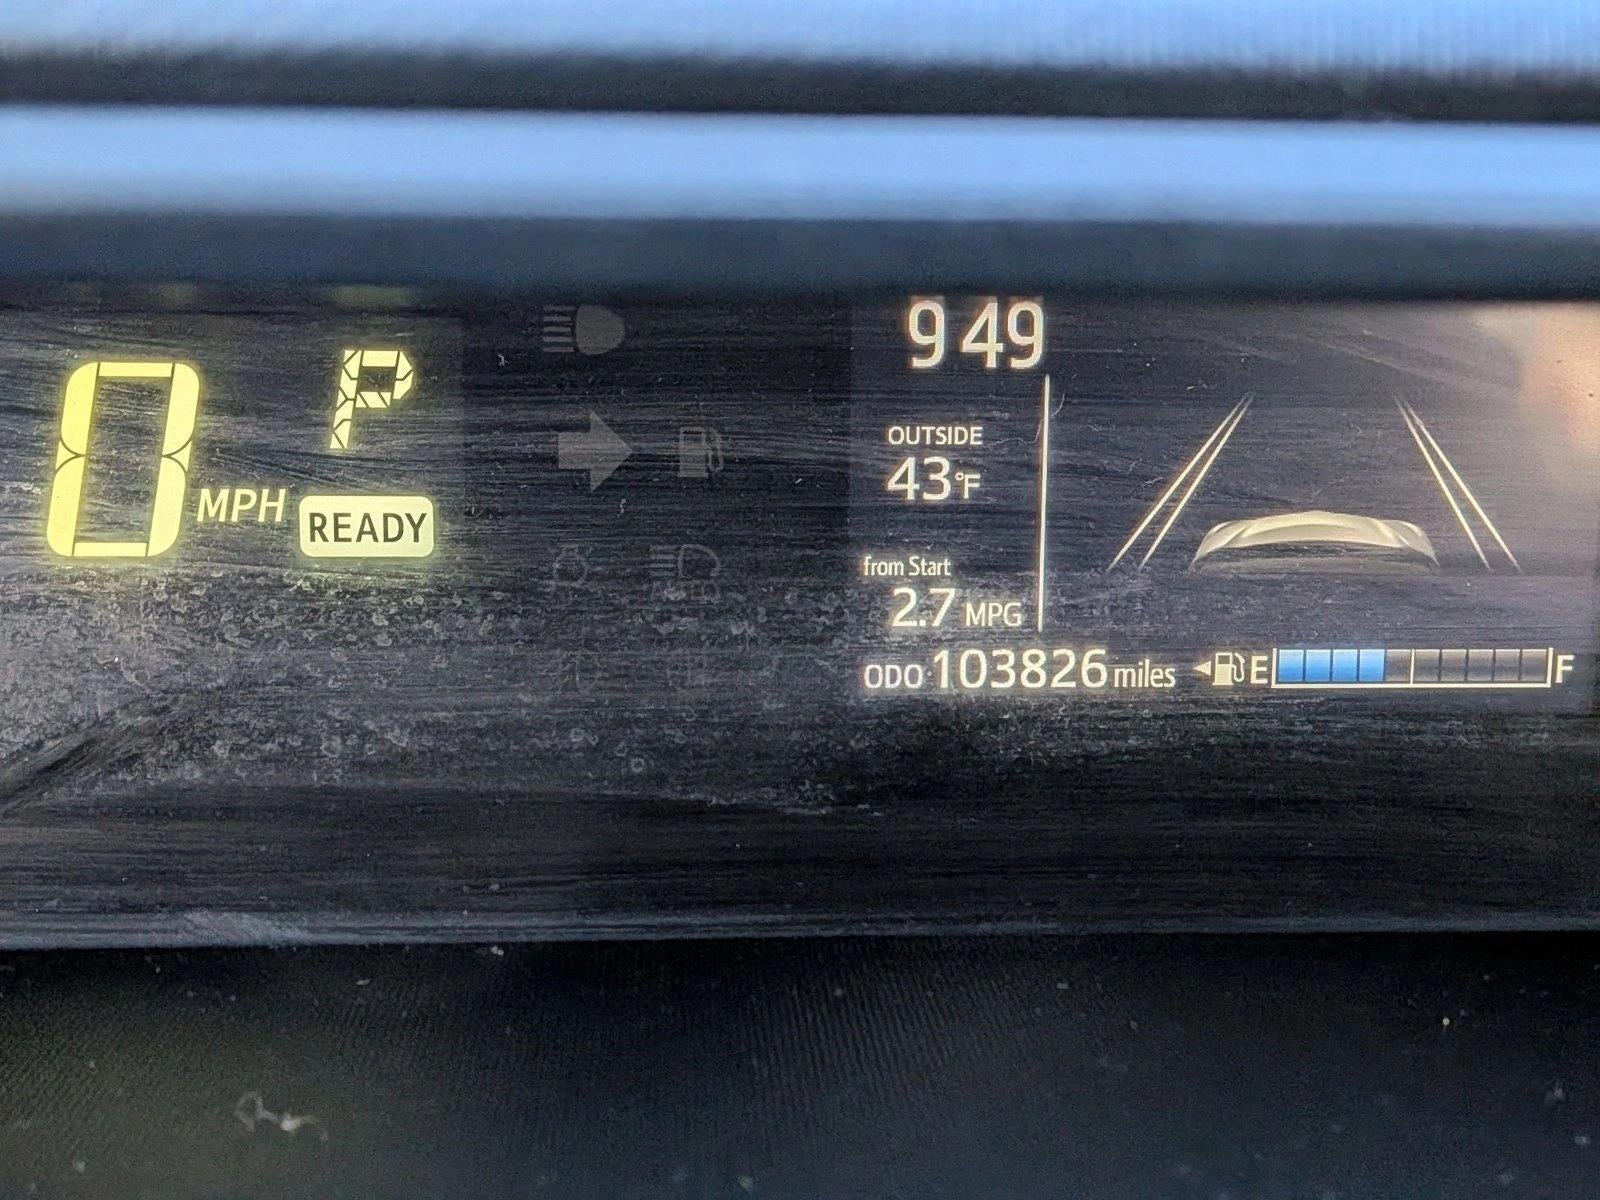 9 49
0 MPH
P
READY
OUTSIDE
43°F
from Start
2.7 MPG
ODO 103826 miles
E F